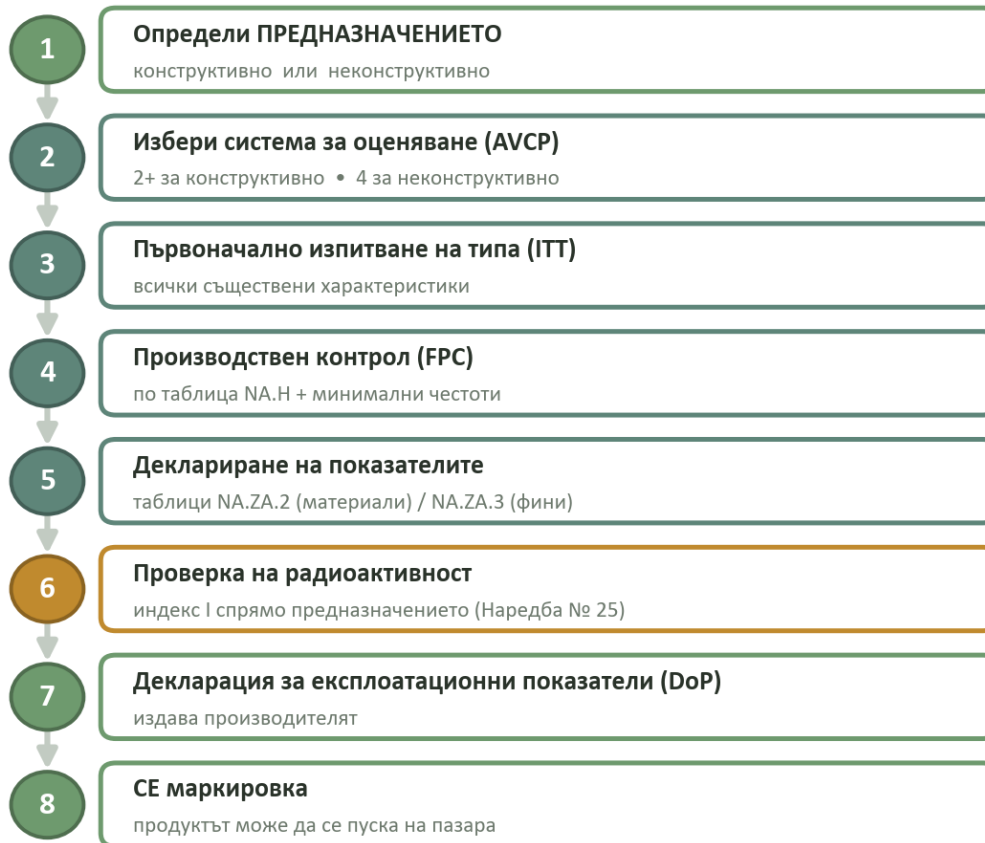 1
Определи ПРЕДНАЗНАЧЕНИЕТО
конструктивно или неконструктивно
2
Избери система за оценяване (AVCP)
2+ за конструктивно • 4 за неконструктивно
3
Първоначално изпитване на типа (ITT)
всички съществени характеристики
4
Производствен контрол (FPC)
по таблица NA.H + минимални честоти
5
Деклариране на показателите
таблици NA.ZA.2 (материали) / NA.ZA.3 (фини)
6
Проверка на радиоактивност
индекс I спрямо предназначението (Наредба № 25)
7
Декларация за експлоатационни показатели (DoP)
издава производителят
8
CE маркировка
продуктът може да се пуска на пазара